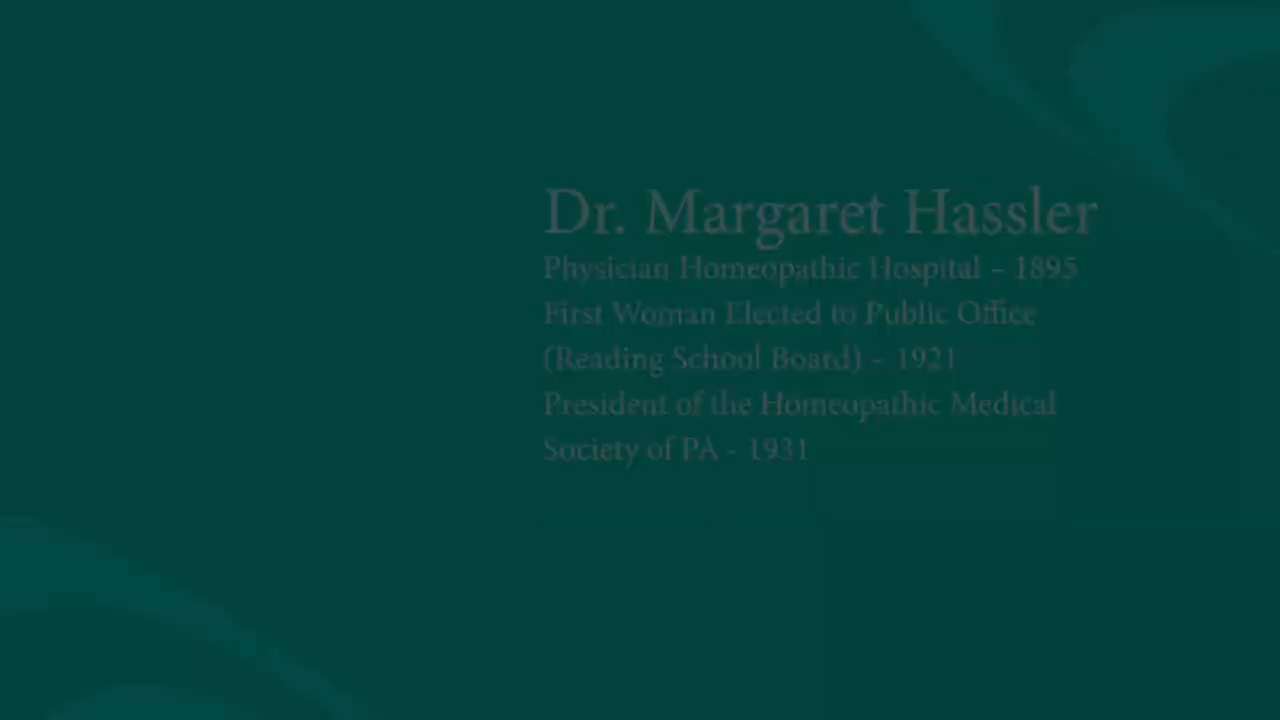 Dr. Margaret Hassler
Physician Homeopathic Hospital – 1895
First Woman Elected to Public Office
(Reading School Board) – 1921
President of the Homeopathic Medical
Society of PA - 1931